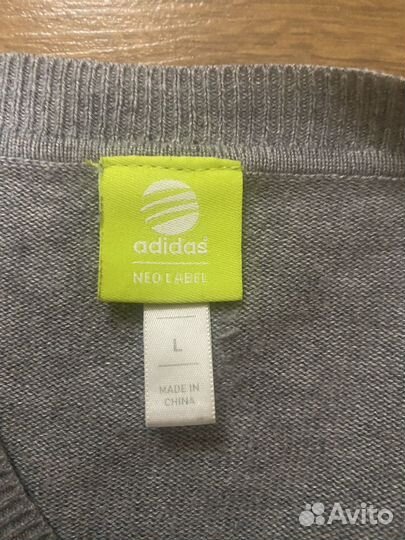 adidas
NEO LABEL
L
MADE IN
CHINA
Avito